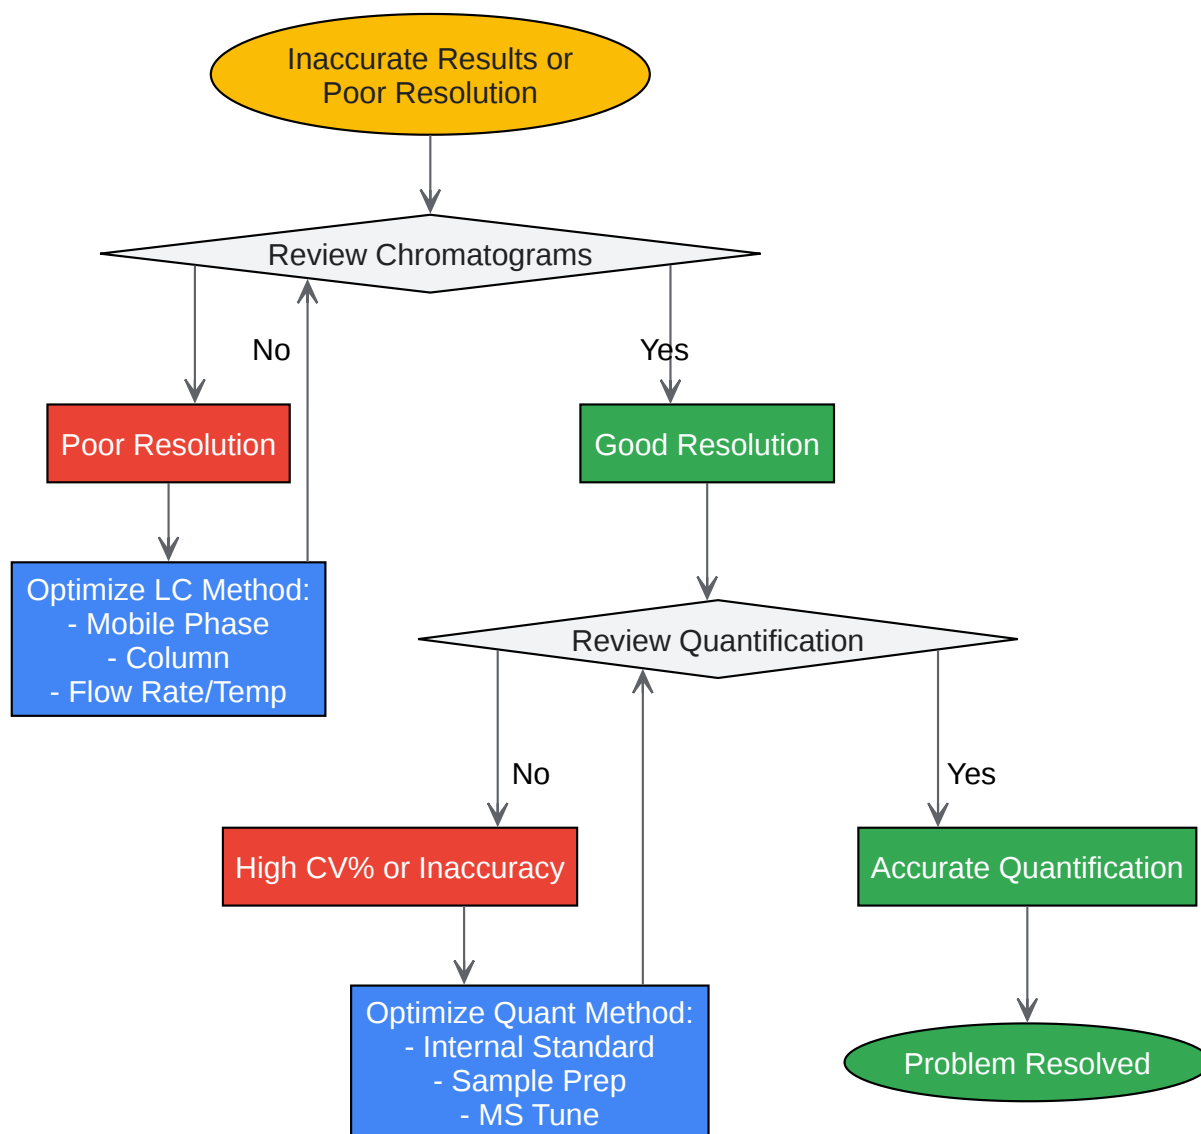 Inaccurate Results or
Poor Resolution
Review Chromatograms
No
Yes
Poor Resolution
Good Resolution
Optimize LC Method:
- Mobile Phase
- Column
- Flow Rate/Temp
Review Quantification
No
Yes
High CV% or Inaccuracy
Accurate Quantification
Optimize Quant Method:
- Internal Standard
- Sample Prep
- MS Tune
Problem Resolved